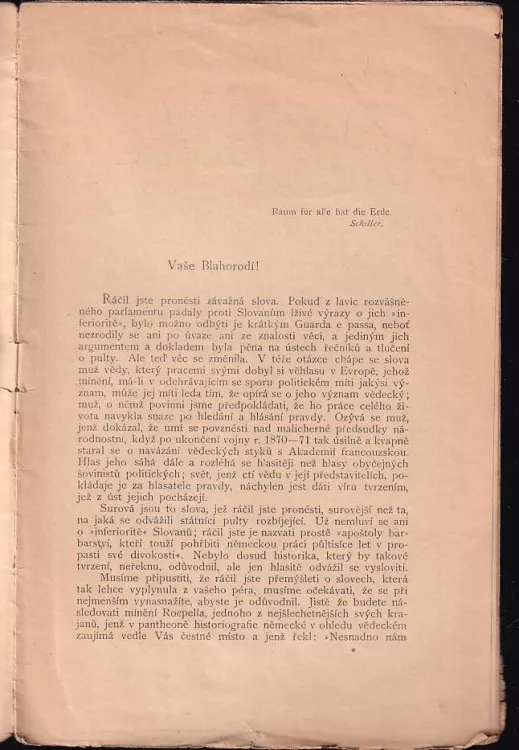 Raum für alle hat die Erde.
Schiller.
Vaše Blahorodí!
Ráčil jste pronésti závažná slova. Pokud z lavic rozvášně-
ného parlamentu padaly proti Slovanům lživé výrazy o jich »in-
ferioritě«, bylo možno odbýti je krátkým Guarda e passa, neboť
nezrodily se ani po úvaze ani ze znalosti věci, a jediným jich
argumentem a dokladem byla pěna na ústech řečníků a tlučení
o pulty. Ale teď věc se změnila. V téže otázce chápe se slova
muž vědy, který pracemi svými dobyl si věhlasu v Evropě, jehož
mínění, má-li v odehrávajícím se sporu politickém míti jakýsi vý-
znam, může jej míti leda tím, že opírá se o jeho význam vědecký;
muž, o němž povinni jsme předpokládati, že ho práce celého ži-
vota navykla snaze po hledání a hlásání pravdy. Ozývá se muž,
jenž dokázal, že umí se povznésti nad malicherné předsudky ná-
rodnostní, když po ukončení vojny r. 1870—71 tak úsilně a kvapně
staral se o navázání vědeckých styků s Akademií francouzskou.
Hlas jeho sáhá dále a rozléhá se hlasitěji než hlasy obyčejných
šovinistů politických; svět, jenž ctí vědu v její představitelích, po-
kládaje je za hlasatele pravdy, náchylen jest dáti víru tvrzením,
jež z úst jejich pocházejí.
Surová jsou to slova, jež ráčil jste pronésti, surovější než ta,
na jaká se odvážili státníci pulty rozbíjející. Už nemluví se ani
o »inferioritě« Slovanů; ráčil jste je nazvati prostě »apoštoly bar-
barství, kteří touží pohřbíti německou práci půltisíce let v pro-
pasti své divokosti«. Nebylo dosud historika, který by takové
tvrzení, neřeknu, odůvodnil, ale jen hlasitě odvážil se vysloviti.
Musíme připustiti, že ráčil jste přemýšleti o slovech, která
tak lehce vyplynula z vašeho péra, musíme očekávati, že se při
nejmenším vynasnažíte, abyste je odůvodnil. Jistě že budete ná-
sledovati mínění Roepella, jednoho z nejšlechetnějších svých kra-
janů, jenž v pantheoně historiografie německé v ohledu vědeckém
zaujímá vedle Vás čestné místo a jenž řekl: »Nesnadno nám